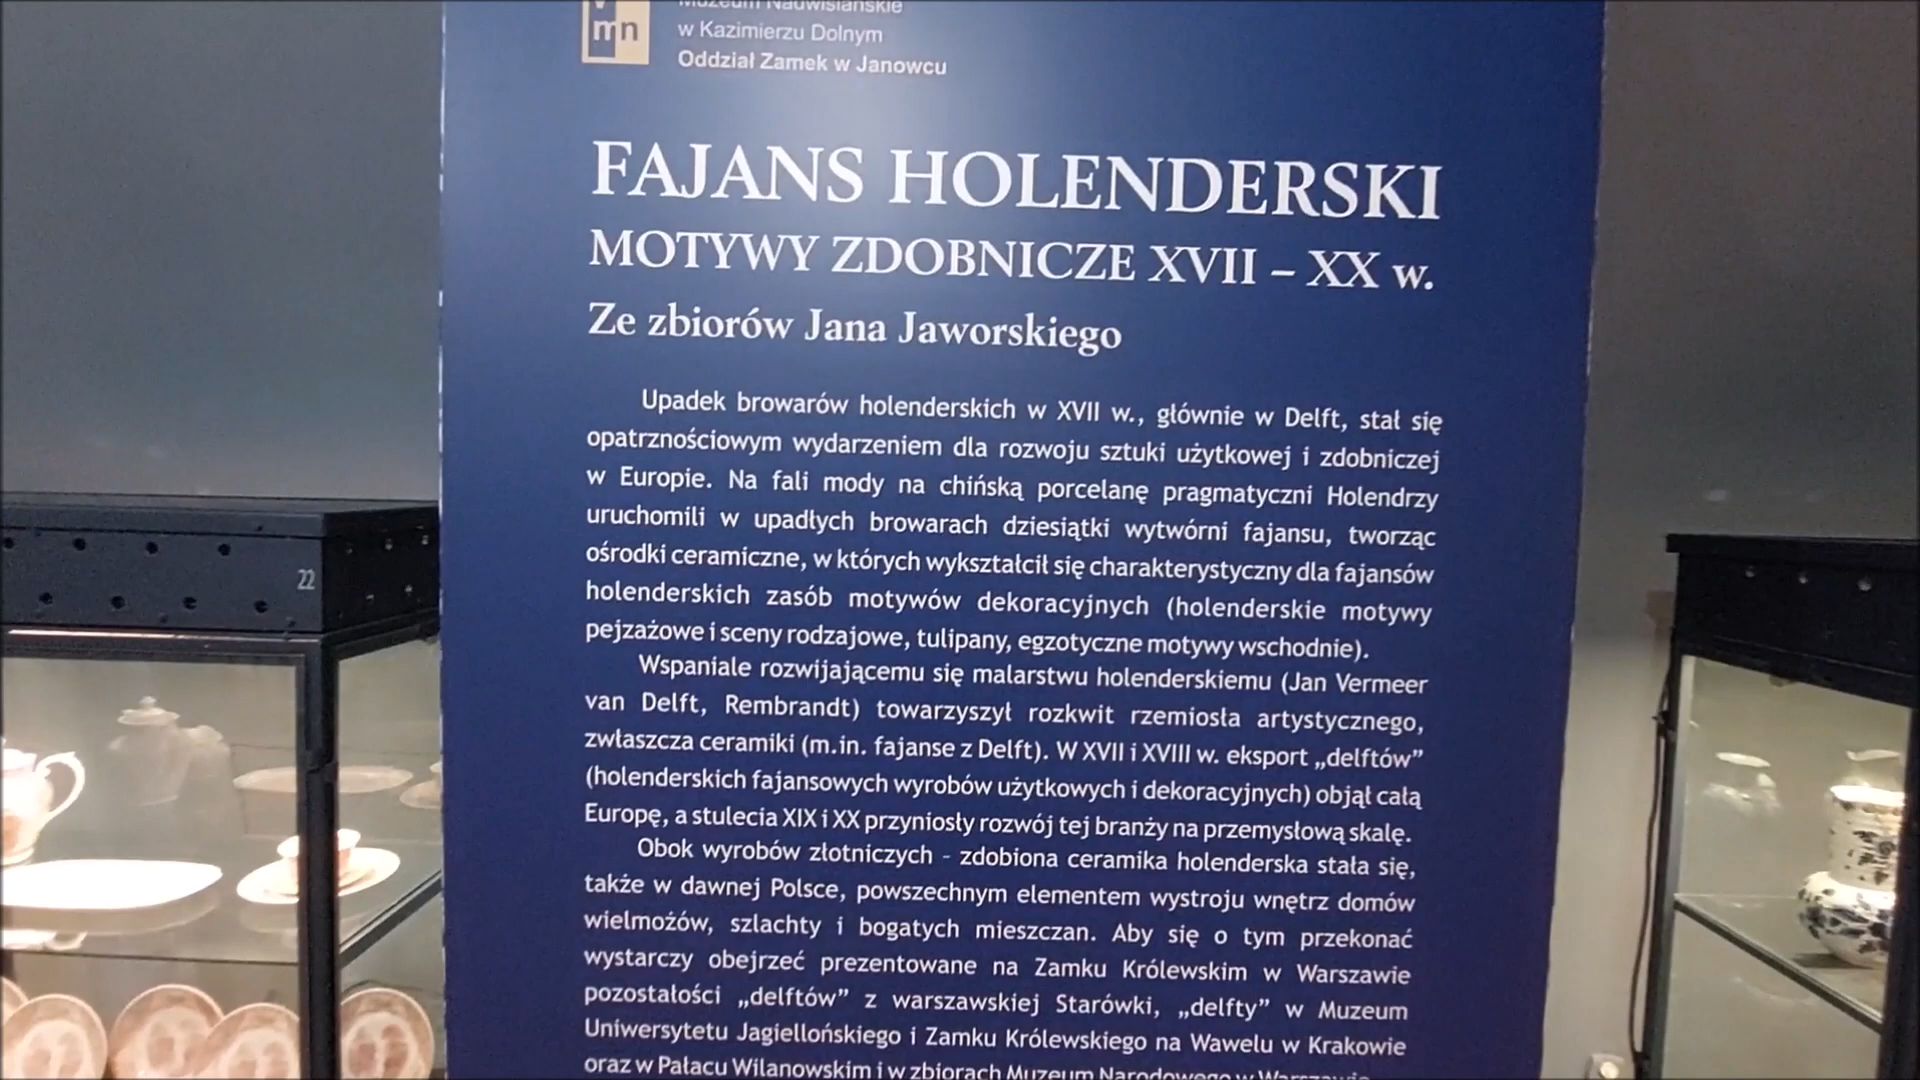 mn
Muzeum Nadwiślańskie
w Kazimierzu Dolnym
Oddział Zamek w Janowcu
FAJANS HOLENDERSKI
MOTYWY ZDOBNICZE XVII – XX w.
Ze zbiorów Jana Jaworskiego
Upadek browarów holenderskich w XVII w., głównie w Delft, stał się
opatrznościowym wydarzeniem dla rozwoju sztuki użytkowej i zdobniczej
w Europie. Na fali mody na chińską porcelanę pragmatyczni Holendrzy
uruchomili w upadłych browarach dziesiątki wytwórni fajansu, tworząc
ośrodki ceramiczne, w których wykształcił się charakterystyczny dla fajansów
holenderskich zasób motywów dekoracyjnych (holenderskie motywy
pejzażowe i sceny rodzajowe, tulipany, egzotyczne motywy wschodnie).
Wspaniale rozwijającemu się malarstwu holenderskiemu (Jan Vermeer
van Delft, Rembrandt) towarzyszył rozkwit rzemiosła artystycznego,
zwłaszcza ceramiki (m.in. fajanse z Delft). W XVII i XVIII w. eksport „delftów”
(holenderskich fajansowych wyrobów użytkowych i dekoracyjnych) objął całą
Europę, a stulecia XIX i XX przyniosły rozwój tej branży na przemysłową skalę.
Obok wyrobów złotniczych - zdobiona ceramika holenderska stała się,
także w dawnej Polsce, powszechnym elementem wystroju wnętrz domów
wielmożów, szlachty i bogatych mieszczan. Aby się o tym przekonać
wystarczy obejrzeć prezentowane na Zamku Królewskim w Warszawie
pozostałości „delftów” z warszawskiej Starówki, „delfty” w Muzeum
Uniwersytetu Jagiellońskiego i Zamku Królewskiego na Wawelu w Krakowie
oraz w Pałacu Wilanowskim i w zbiorach Muzeum Narodowego w Warszawie
22